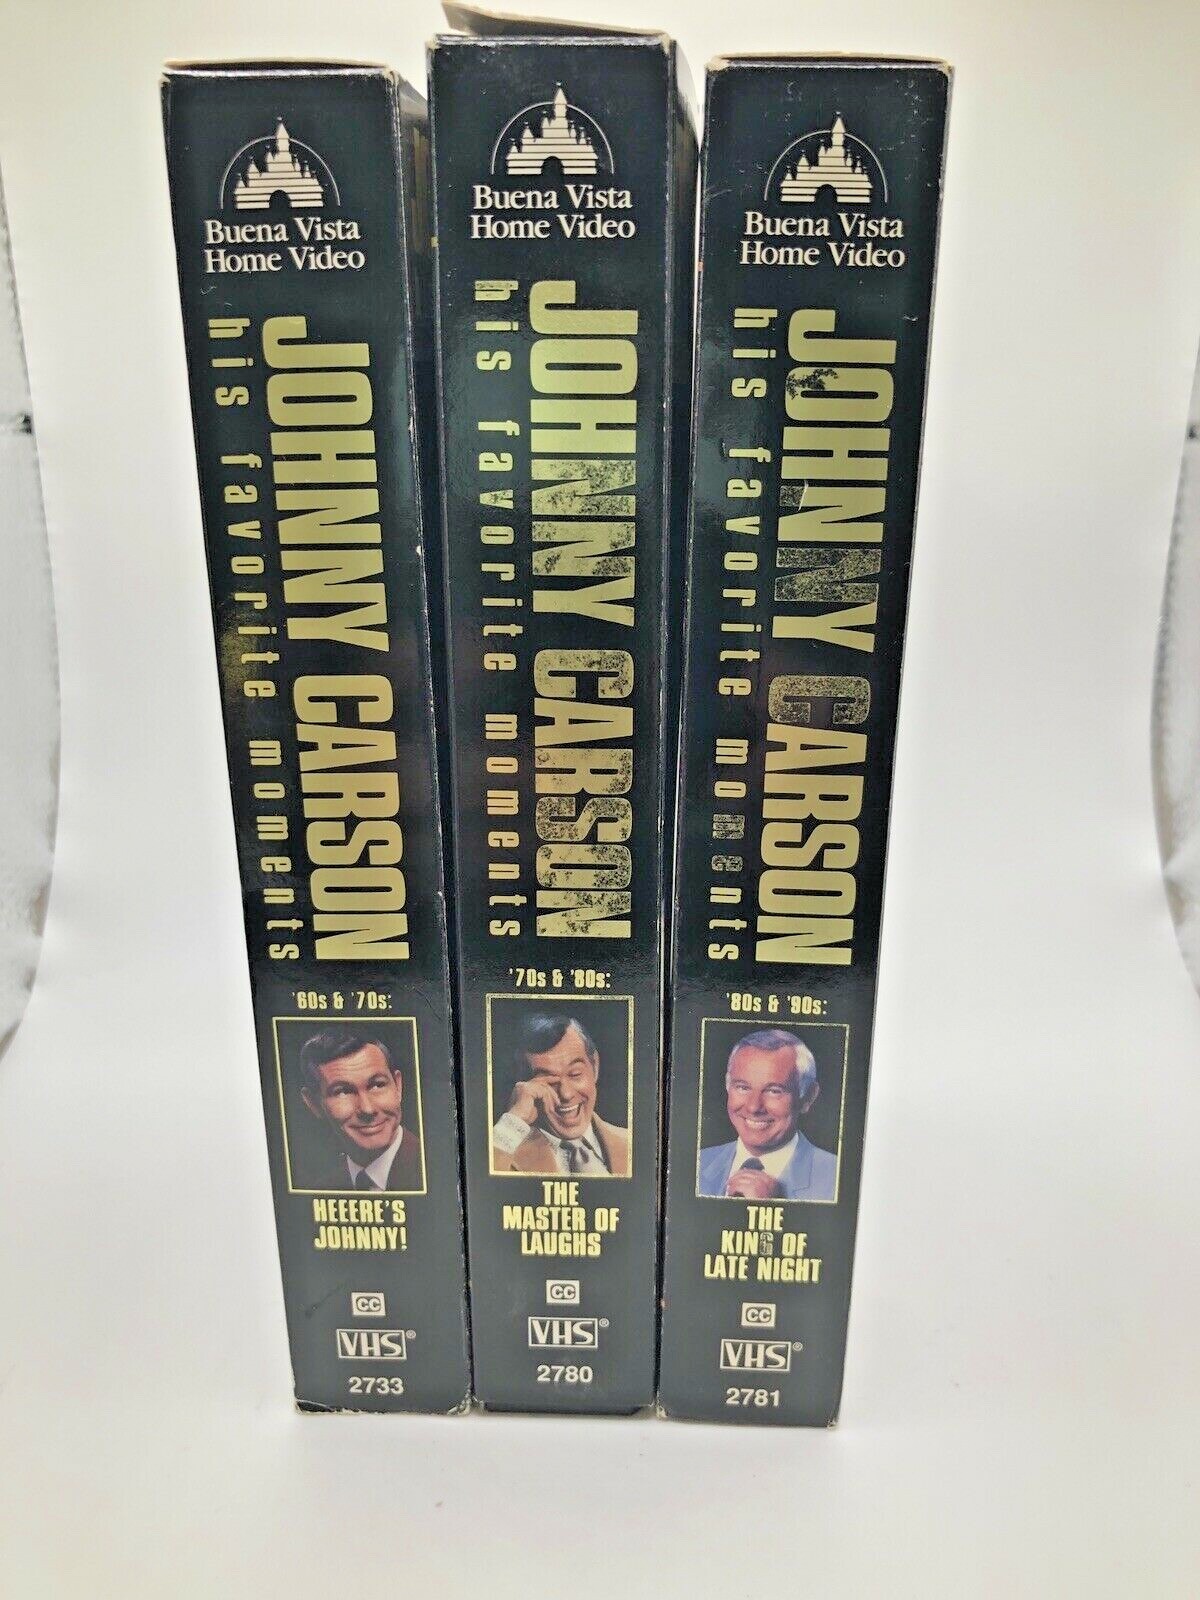 Buena Vista
Home Video
JOHNNY CARSON
his favorite moments
'60s & '70s:
HEEERE'S
JOHNNY!
CC
VHS®
2733
Buena Vista
Home Video
JOHNNY CARSON
his favorite moments
'70s & '80s:
THE
MASTER OF
LAUGHS
CC
VHS®
2780
Buena Vista
Home Video
JOHNNY CARSON
his favorite moments
'80s & '90s:
THE
KING OF
LATE NIGHT
CC
VHS®
2781